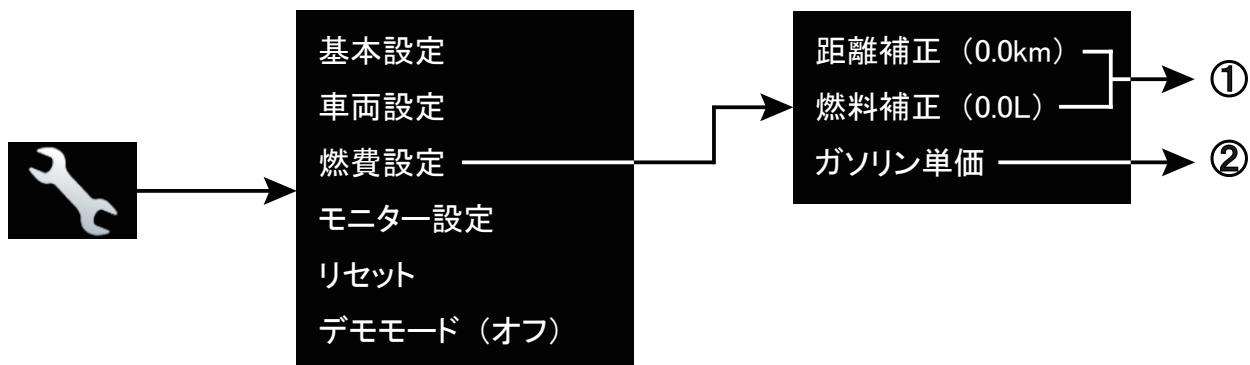 基本設定
車両設定
燃費設定
モニター設定
リセット
デモモード（オフ）
距離補正（0.0km）
燃料補正（0.0L）
ガソリン単価
①
②